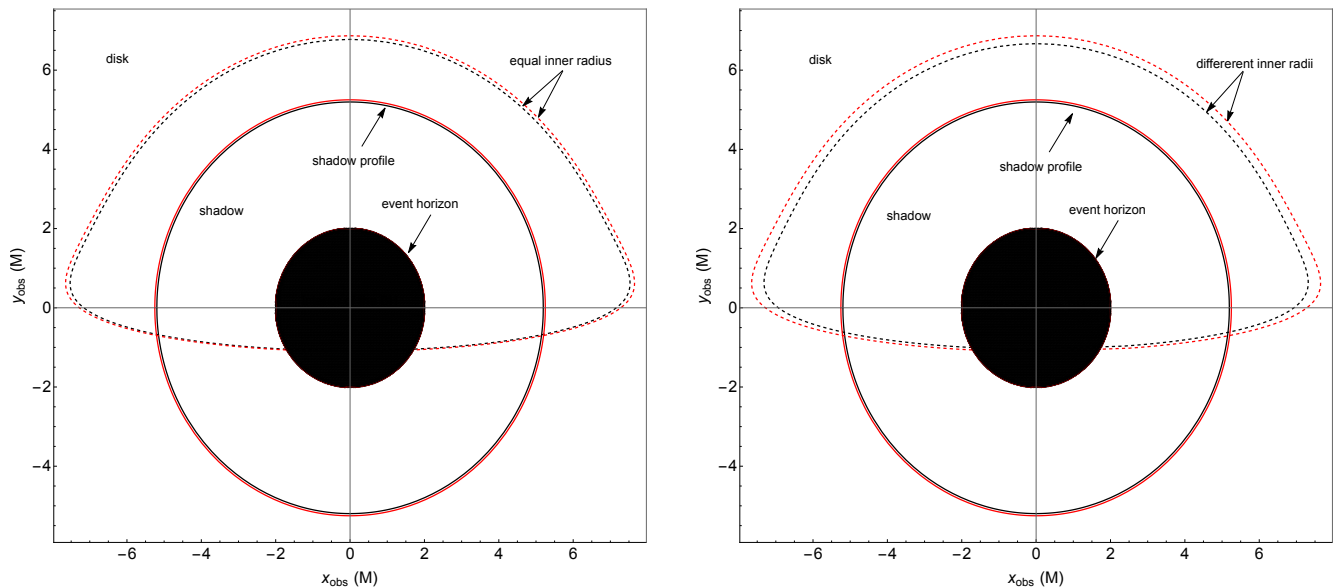 disk
equal inner radius
shadow profile
shadow
event horizon
6
4
2
0
−2
−4
−6
−4
−2
0
2
4
6
y_obs (M)
x_obs (M)
disk
differerent inner radii
shadow profile
shadow
event horizon
6
4
2
0
−2
−4
−6
−4
−2
0
2
4
6
y_obs (M)
x_obs (M)